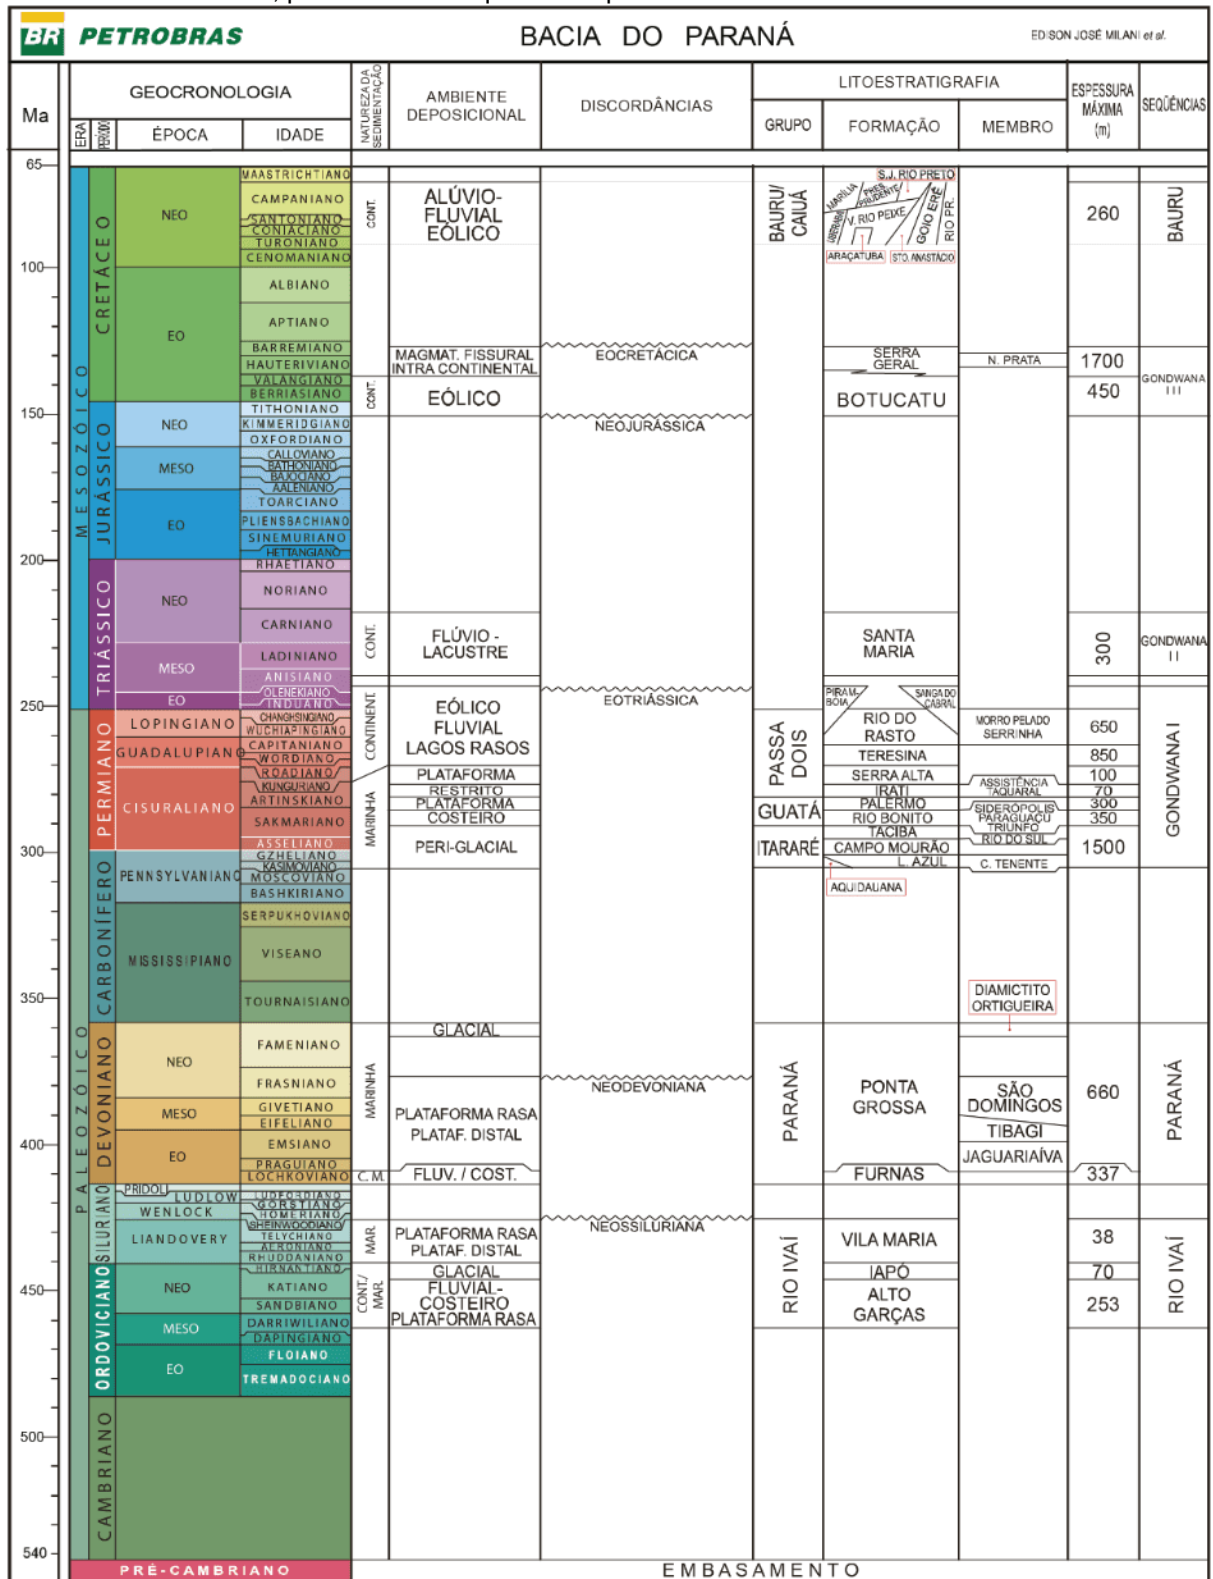 BR PETROBRAS
BACIA DO PARANÁ
EDISON JOSÉ MILANI et al.
Ma
GEOCRONOLOGIA
ERA
PERÍODO
ÉPOCA
IDADE
NATUREZA DA
SEDIMENTAÇÃO
AMBIENTE
DEPOSICIONAL
DISCORDÂNCIAS
LITOESTRATIGRAFIA
GRUPO
FORMAÇÃO
MEMBRO
ESPESSURA
MÁXIMA
(m)
SEQÜÊNCIAS
65
100
150
200
250
300
350
400
450
500
540
MESOZÓICO
PALEOZÓICO
CRETÁCEO
JURÁSSICO
TRIÁSSICO
PERMIANO
CARBONÍFERO
DEVONIANO
SILURIANO
ORDOVICIANO
CAMBRIANO
PRÉ-CAMBRIANO
NEO
EO
NEO
MESO
EO
NEO
MESO
EO
LOPINGIANO
GUADALUPIANO
CISURALIANO
PENNSYLVANIANO
MISSISSIPIANO
NEO
MESO
EO
PRIDOLI
LUDLOW
WENLOCK
LIANDOVERY
NEO
MESO
EO
MAASTRICHTIANO
CAMPANIANO
SANTONIANO
CONIACIANO
TURONIANO
CENOMANIANO
ALBIANO
APTIANO
BARREMIANO
HAUTERIVIANO
VALANGIANO
BERRIASIANO
TITHONIANO
KIMMERIDGIANO
OXFORDIANO
CALLOVIANO
BATHONIANO
BAJOCIANO
AALENIANO
TOARCIANO
PLIENSBACHIANO
SINEMURIANO
HETTANGIANO
RHAETIANO
NORIANO
CARNIANO
LADINIANO
ANISIANO
OLENEKIANO
INDUANO
CHANGHSINGIANO
WUCHIAPINGIANO
CAPITANIANO
WORDIANO
ROADIANO
KUNGURIANO
ARTINSKIANO
SAKMARIANO
ASSELIANO
GZHELIANO
KASIMOVIANO
MOSCOVIANO
BASHKIRIANO
SERPUKHOVIANO
VISEANO
TOURNAISIANO
FAMENIANO
FRASNIANO
GIVETIANO
EIFELIANO
EMSIANO
PRAGUIANO
LOCHKOVIANO
LUDFORDIANO
GORSTIANO
HOMERIANO
SHEINWOODIANO
TELYCHIANO
AERONIANO
RHUDDANIANO
HIRNANTIANO
KATIANO
SANDBIANO
DARRIWILIANO
DAPINGIANO
FLOIANO
TREMADOCIANO
CONT.
CONT.
CONT.
CONTINENT.
MARINHA
MARINHA
C. M.
MAR.
CONT./
MAR.
ALÚVIO-
FLUVIAL
EÓLICO
MAGMAT. FISSURAL
INTRA CONTINENTAL
EÓLICO
FLÚVIO -
LACUSTRE
EÓLICO
FLUVIAL
LAGOS RASOS
PLATAFORMA
RESTRITO
PLATAFORMA
COSTEIRO
PERI-GLACIAL
GLACIAL
PLATAFORMA RASA
PLATAF. DISTAL
FLUV. / COST.
PLATAFORMA RASA
PLATAF. DISTAL
GLACIAL
FLUVIAL-
COSTEIRO
PLATAFORMA RASA
EOCRETÁCICA
NEOJURÁSSICA
EOTRIÁSSICA
NEODEVONIANA
NEOSSILURIANA
BAURU/
CAIUÁ
PASSA
DOIS
GUATÁ
ITARARÉ
PARANÁ
RIO IVAÍ
S.J. RIO PRETO
MARÍLIA
PRES.
PRUDENTE
UBERABA
V. RIO PEIXE
GOIO ERÊ
RIO PR.
ARAÇATUBA
STO. ANASTÁCIO
SERRA
GERAL
BOTUCATU
SANTA
MARIA
PIRAM-
BOIA
SANGA DO
CABRAL
RIO DO
RASTO
TERESINA
SERRA ALTA
IRATI
PALERMO
RIO BONITO
TACIBA
CAMPO MOURÃO
L. AZUL
AQUIDAUANA
PONTA
GROSSA
FURNAS
VILA MARIA
IAPÓ
ALTO
GARÇAS
N. PRATA
MORRO PELADO
SERRINHA
ASSISTÊNCIA
TAQUARAL
SIDERÓPOLIS
PARAGUAÇU
TRIUNFO
RIO DO SUL
C. TENENTE
DIAMICTITO
ORTIGUEIRA
SÃO
DOMINGOS
TIBAGI
JAGUARIAÍVA
260
1700
450
300
650
850
100
70
300
350
1500
660
337
38
70
253
BAURU
GONDWANA
III
GONDWANA
II
GONDWANA I
PARANÁ
RIO IVAÍ
EMBASAMENTO